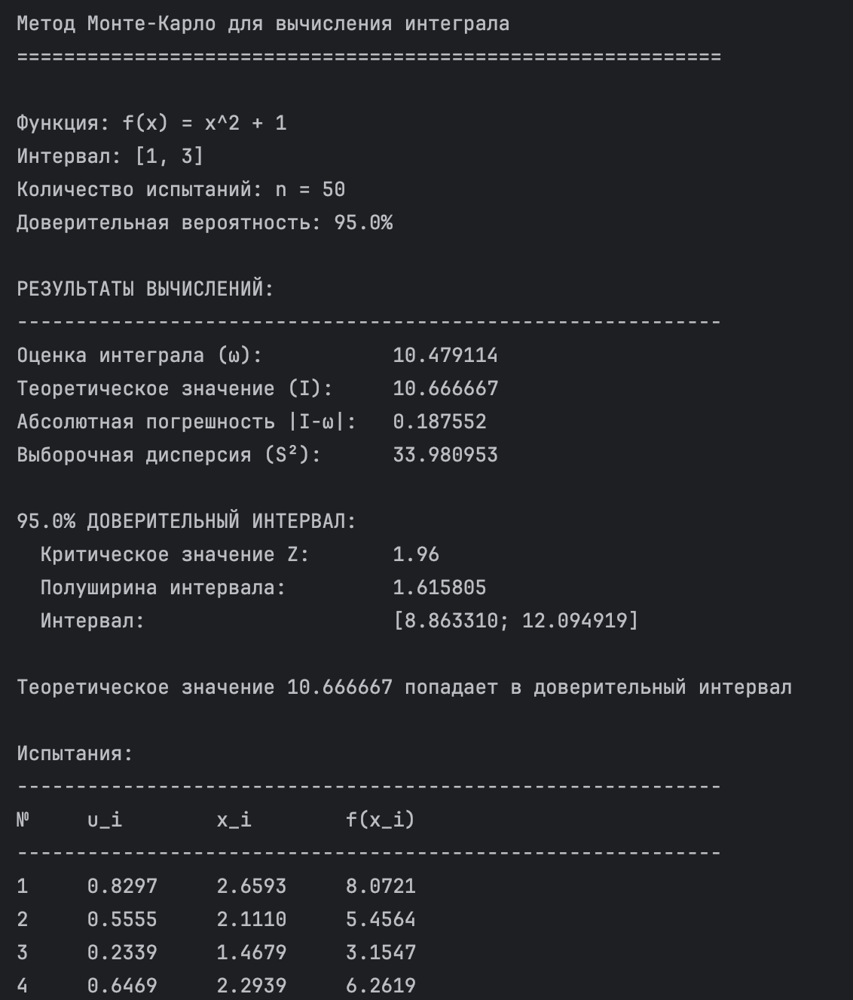 Метод Монте-Карло для вычисления интеграла
============================================================
Функция: f(x) = x^2 + 1
Интервал: [1, 3]
Количество испытаний: n = 50
Доверительная вероятность: 95.0%
РЕЗУЛЬТАТЫ ВЫЧИСЛЕНИЙ:
------------------------------------------------------------
Оценка интеграла (ω): 10.479114
Теоретическое значение (I): 10.666667
Абсолютная погрешность |I-ω|: 0.187552
Выборочная дисперсия (S²): 33.980953
95.0% ДОВЕРИТЕЛЬНЫЙ ИНТЕРВАЛ:
Критическое значение Z: 1.96
Полуширина интервала: 1.615805
Интервал: [8.863310; 12.094919]
Теоретическое значение 10.666667 попадает в доверительный интервал
Испытания:
------------------------------------------------------------
№ u_i x_i f(x_i)
------------------------------------------------------------
1 0.8297 2.6593 8.0721
2 0.5555 2.1110 5.4564
3 0.2339 1.4679 3.1547
4 0.6469 2.2939 6.2619